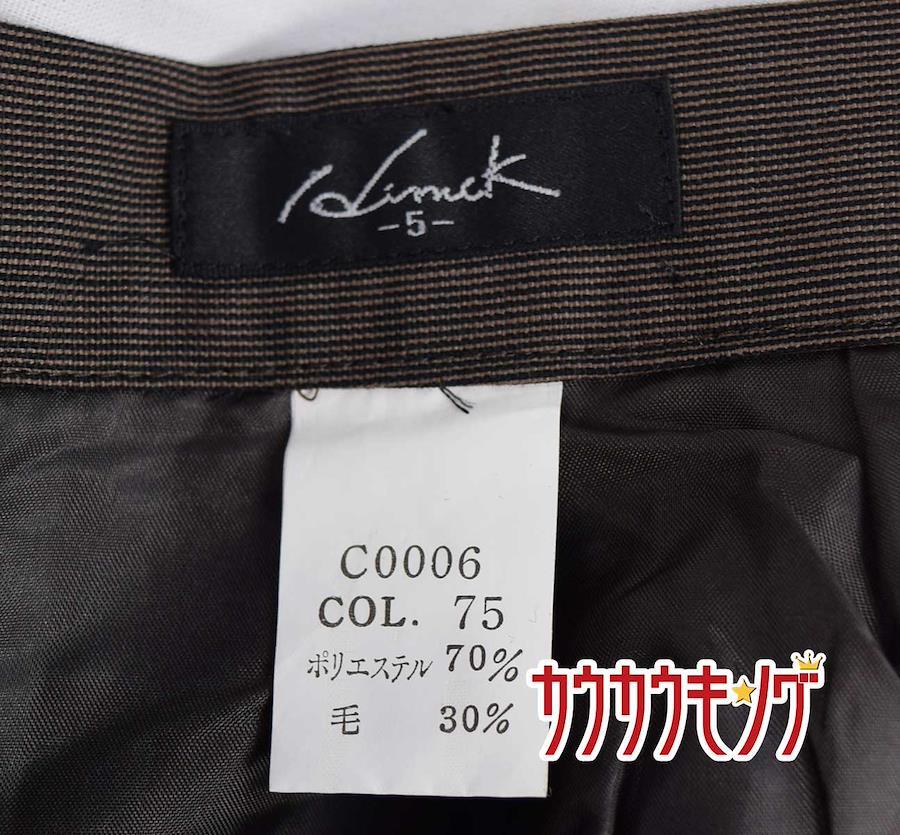 -5-
C0006
COL. 75
ポリエステル 70%
毛 30%
カウカウキング